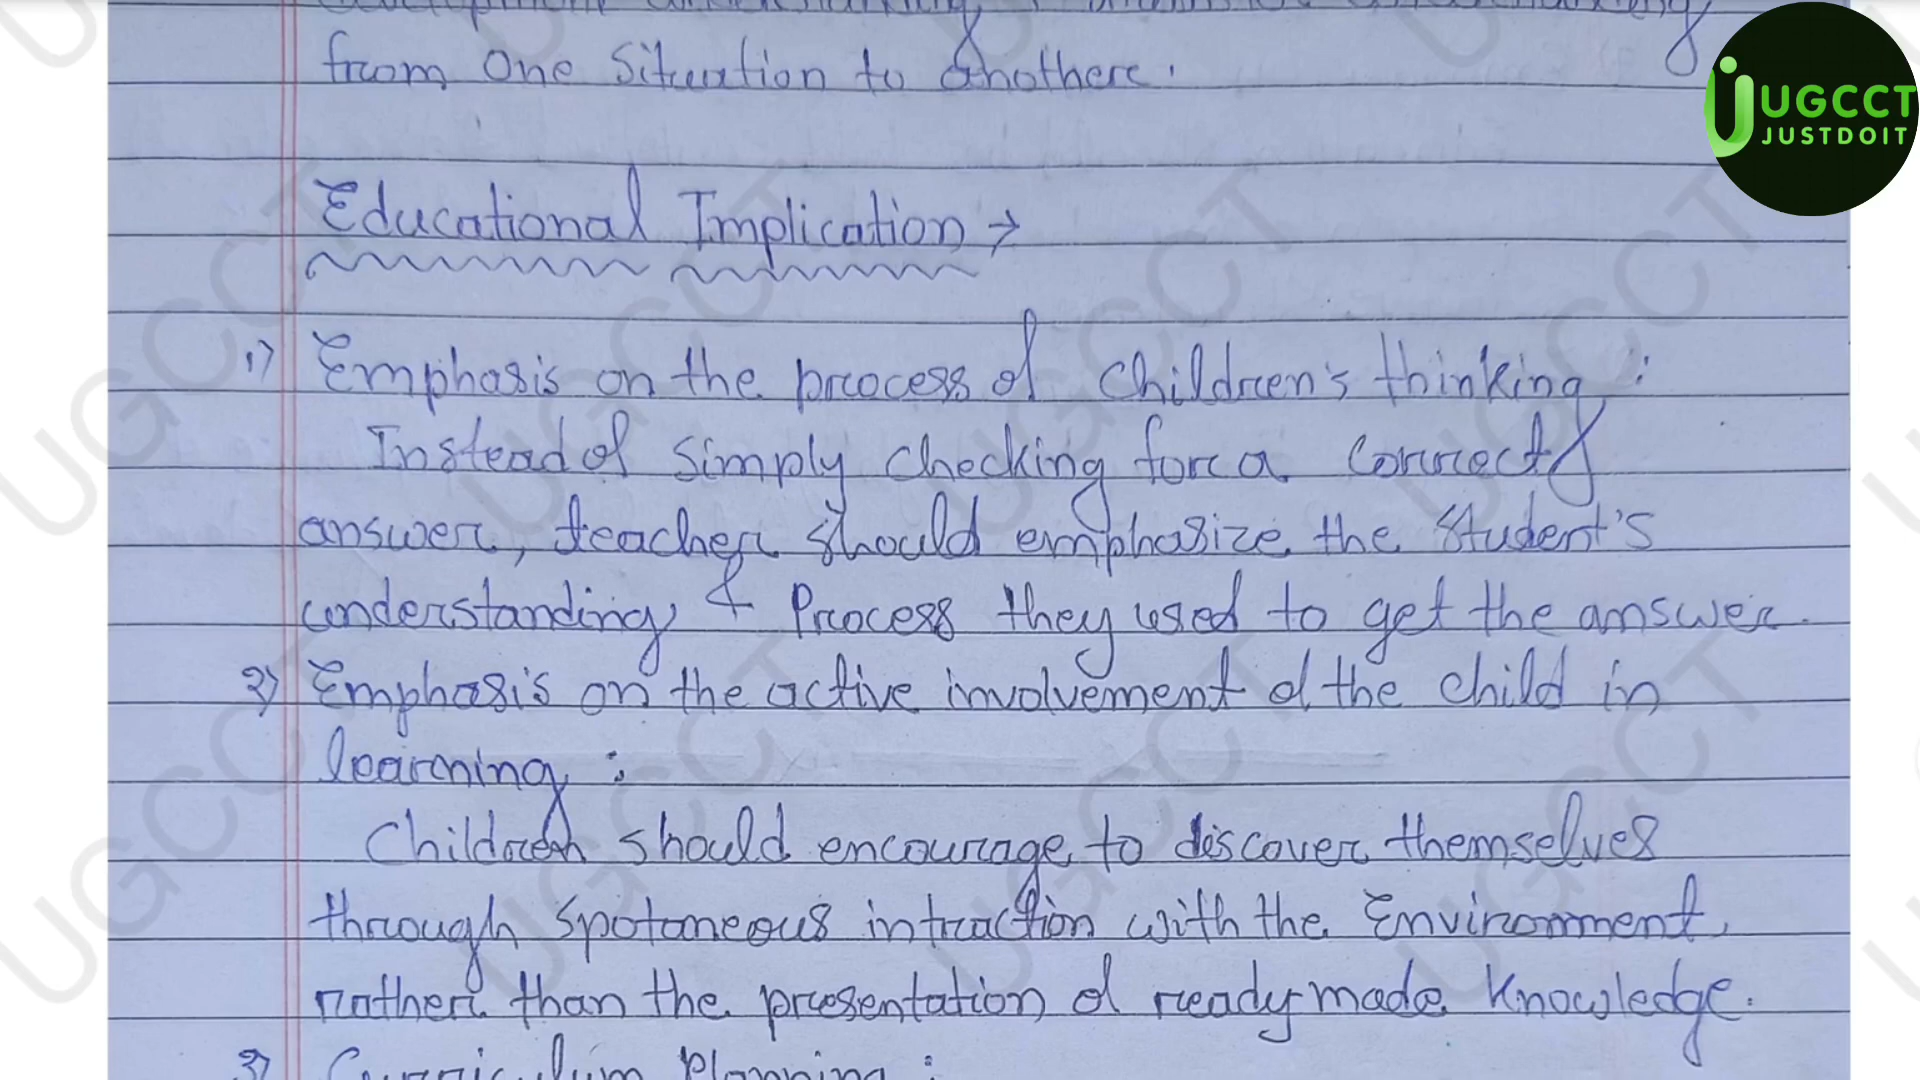 from one situation to another.
Educational Implication →
1) Emphasis on the process of children's thinking :
Instead of simply checking for a correct
answer, teacher should emphasize the student's
understanding & Process they used to get the answer.
2) Emphasis on the active involvement of the child in
learning :
Children should encourage to discover themselves
through spotaneous intraction with the Environment,
rather than the presentation of readymade Knowledge.
3) Curriculum Planning :
UGCCT
JUSTDOIT